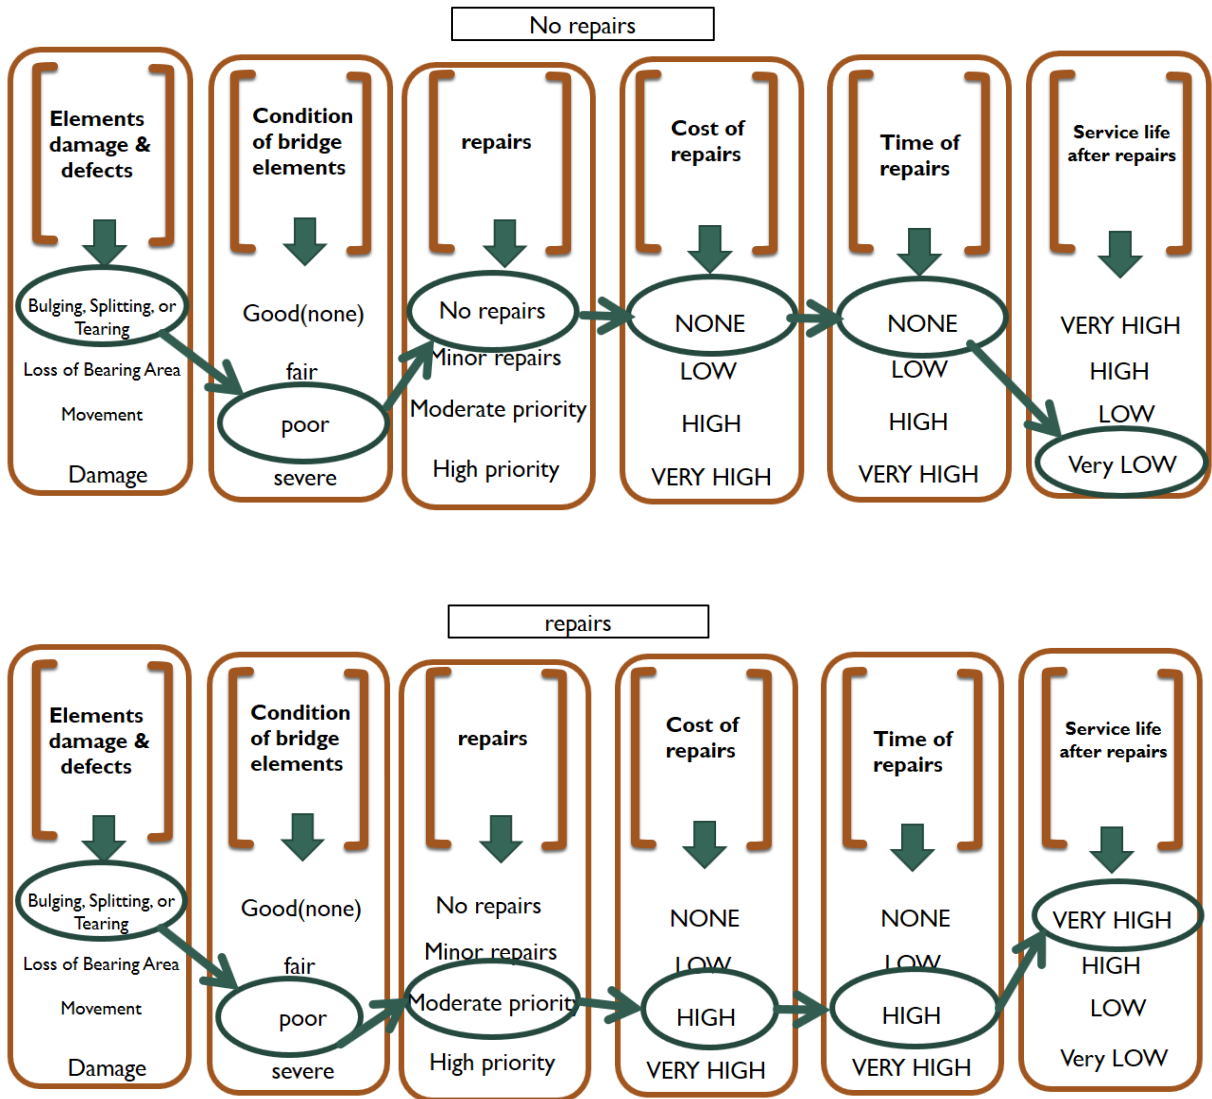 No repairs
Elements
damage &
defects
Bulging, Splitting, or
Tearing
Loss of Bearing Area
Movement
Damage
Condition
of bridge
elements
Good(none)
fair
poor
severe
repairs
No repairs
Minor repairs
Moderate priority
High priority
Cost of
repairs
NONE
LOW
HIGH
VERY HIGH
Time of
repairs
NONE
LOW
HIGH
VERY HIGH
Service life
after repairs
VERY HIGH
HIGH
LOW
Very LOW
repairs
Elements
damage &
defects
Bulging, Splitting, or
Tearing
Loss of Bearing Area
Movement
Damage
Condition
of bridge
elements
Good(none)
fair
poor
severe
repairs
No repairs
Minor repairs
Moderate priority
High priority
Cost of
repairs
NONE
LOW
HIGH
VERY HIGH
Time of
repairs
NONE
LOW
HIGH
VERY HIGH
Service life
after repairs
VERY HIGH
HIGH
LOW
Very LOW